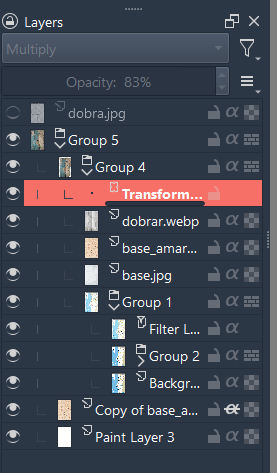 Layers
Multiply
Opacity: 83%
dobra.jpg
Group 5
Group 4
Transform...
dobrar.webp
base_amar...
base.jpg
Group 1
Filter L...
Group 2
Backgr...
Copy of base_a...
Paint Layer 3